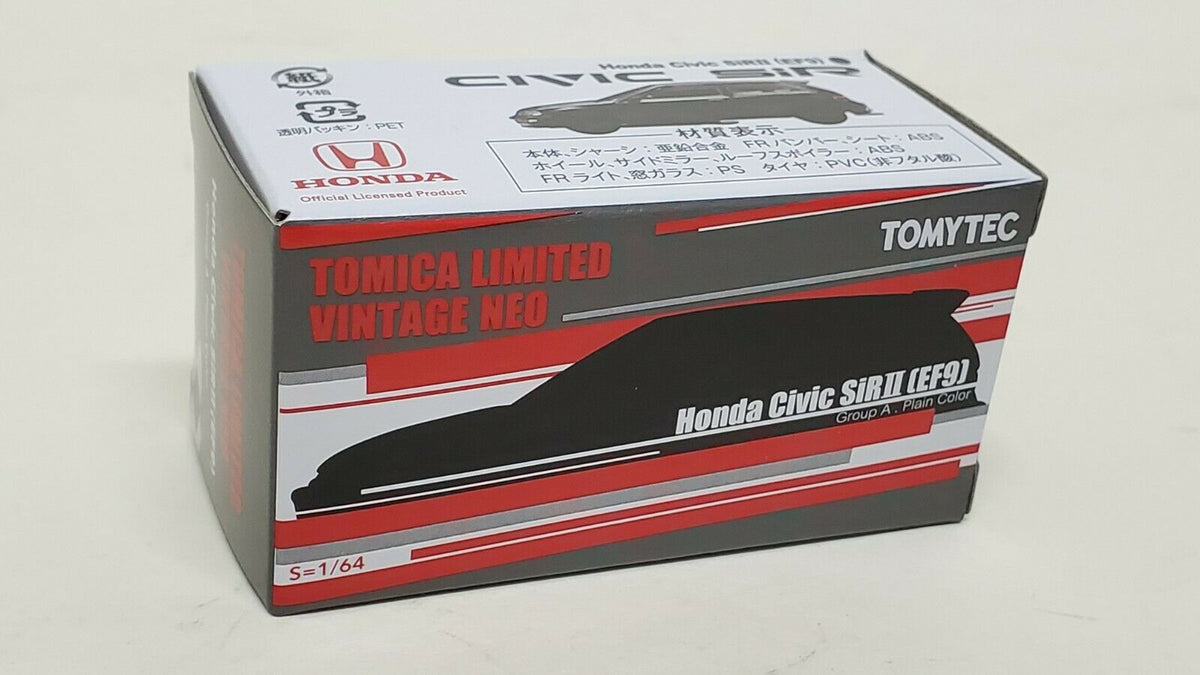 紙
外箱
プラ
透明パッキン：PET
HONDA
Official Licensed Product
Honda Civic SiRⅡ (EF9)
CIVIC SiR
材質表示
本体、シャーシ：亜鉛合金 FRバンパー、シート：ABS
ホイール、サイドミラー、ルーフスポイラー：ABS
FRライト、窓ガラス：PS タイヤ：PVC(非フタル酸)
TOMYTEC
TOMICA LIMITED
VINTAGE NEO
Honda Civic SiRⅡ (EF9)
Group A . Plain Color
S=1/64